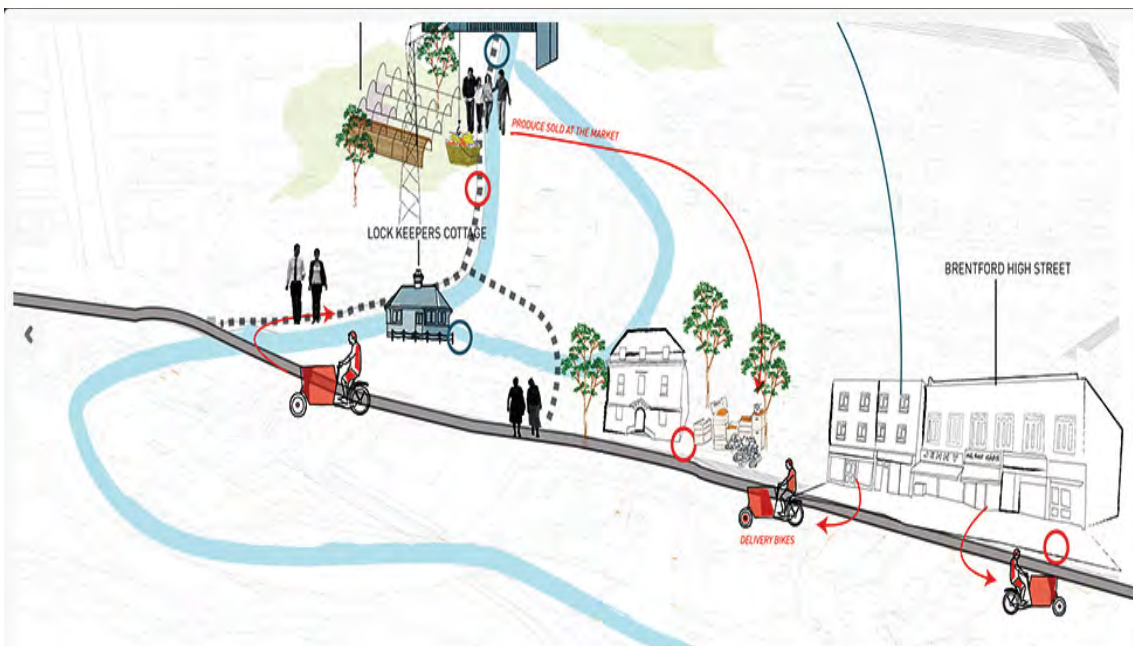 PRODUCE SOLD AT THE MARKET
LOCK KEEPERS COTTAGE
BRENTFORD HIGH STREET
DELIVERY BIKES